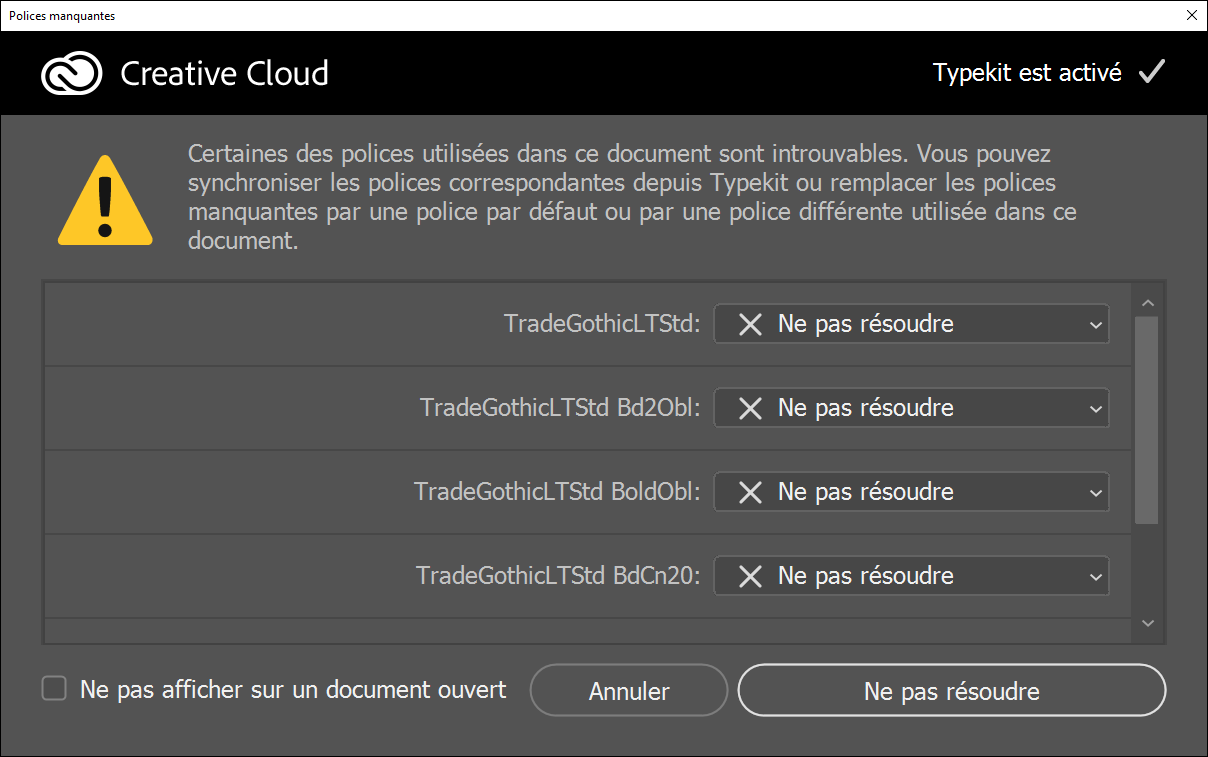 Polices manquantes
Creative Cloud
Typekit est activé
Certaines des polices utilisées dans ce document sont introuvables. Vous pouvez
synchroniser les polices correspondantes depuis Typekit ou remplacer les polices
manquantes par une police par défaut ou par une police différente utilisée dans ce
document.
TradeGothicLTStd: Ne pas résoudre
TradeGothicLTStd Bd2Obl: Ne pas résoudre
TradeGothicLTStd BoldObl: Ne pas résoudre
TradeGothicLTStd BdCn20: Ne pas résoudre
Ne pas afficher sur un document ouvert
Annuler
Ne pas résoudre